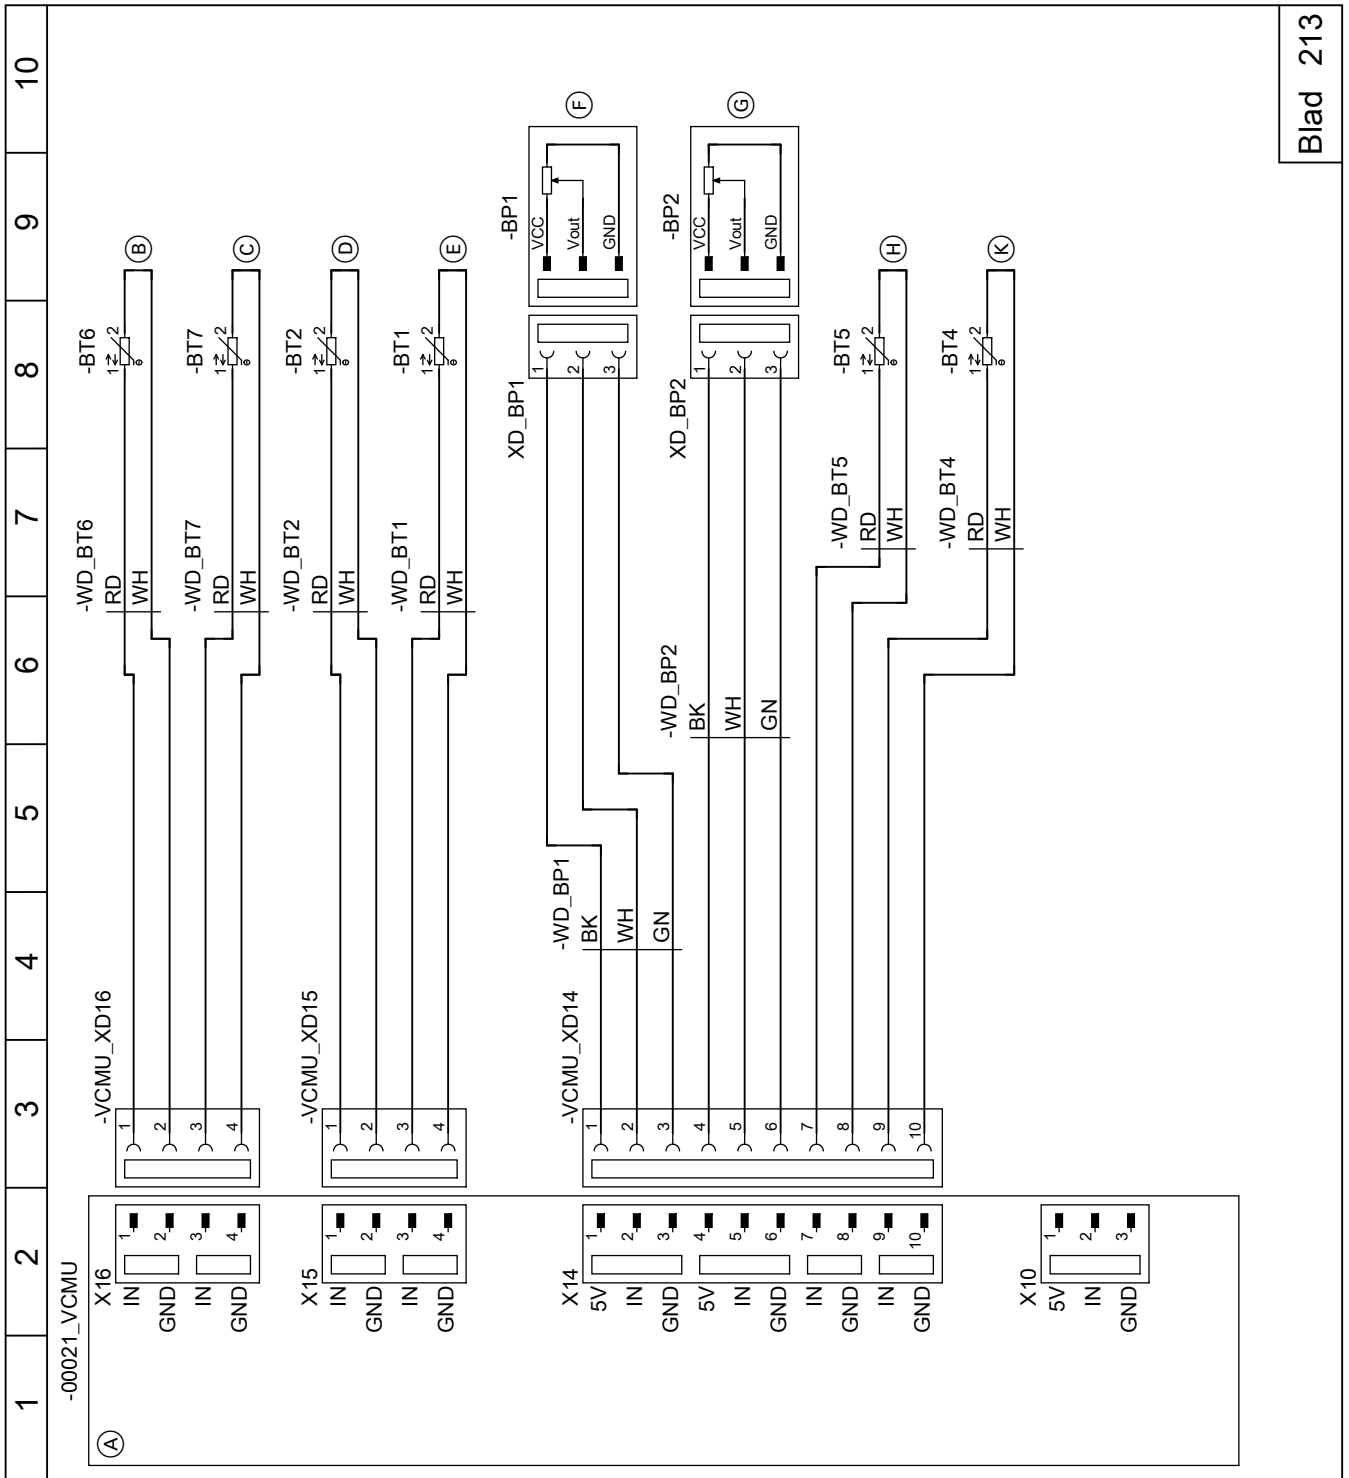 1 2 3 4 5 6 7 8 9 10
-00021_VCMU
A
X16
IN 1
GND 2
IN 3
GND 4
-VCMU_XD16
1
2
3
4
-WD_BT6
RD
WH
-BT6
1 2
B
-WD_BT7
RD
WH
-BT7
1 2
C
X15
IN 1
GND 2
IN 3
GND 4
-VCMU_XD15
1
2
3
4
-WD_BT2
RD
WH
-BT2
1 2
D
-WD_BT1
RD
WH
-BT1
1 2
E
X14
5V 1
IN 2
GND 3
5V 4
IN 5
GND 6
IN 7
GND 8
IN 9
GND 10
-VCMU_XD14
1
2
3
4
5
6
7
8
9
10
-WD_BP1
BK
WH
GN
XD_BP1
1
2
3
-BP1
VCC
Vout
GND
F
-WD_BP2
BK
WH
GN
XD_BP2
1
2
3
-BP2
VCC
Vout
GND
G
-WD_BT5
RD
WH
-BT5
1 2
H
-WD_BT4
RD
WH
-BT4
1 2
K
X10
5V 1
IN 2
GND 3
Blad 213